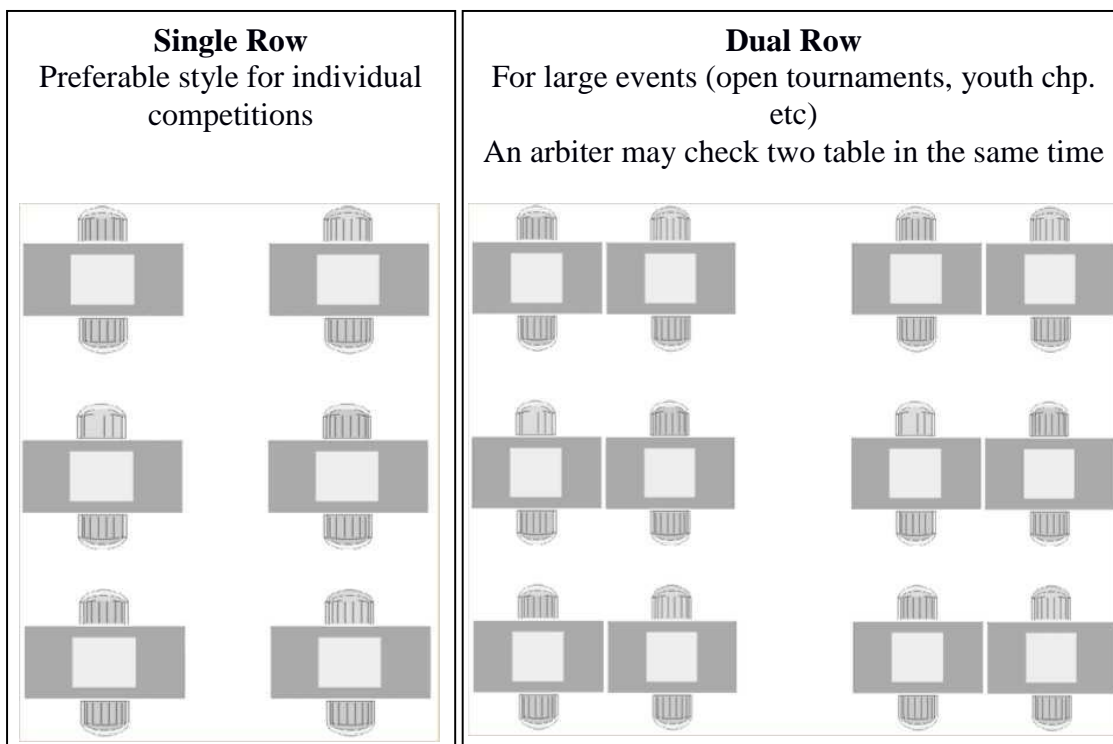 Single Row
Preferable style for individual
competitions
Dual Row
For large events (open tournaments, youth chp.
etc)
An arbiter may check two table in the same time